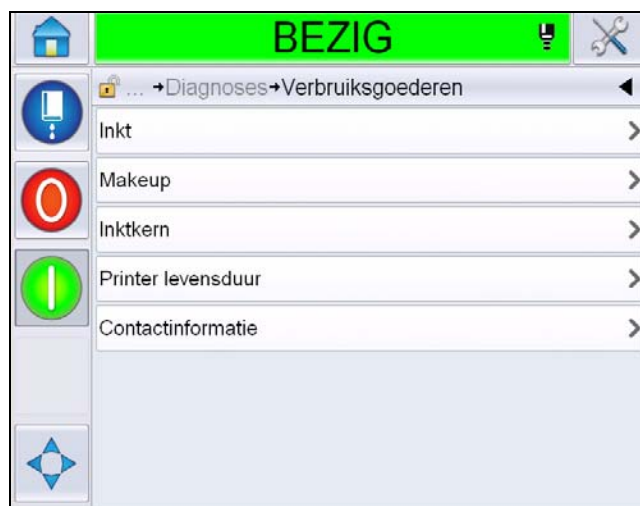 BEZIG
... →Diagnoses→Verbruiksgoederen
Inkt
Makeup
Inktkern
Printer levensduur
Contactinformatie